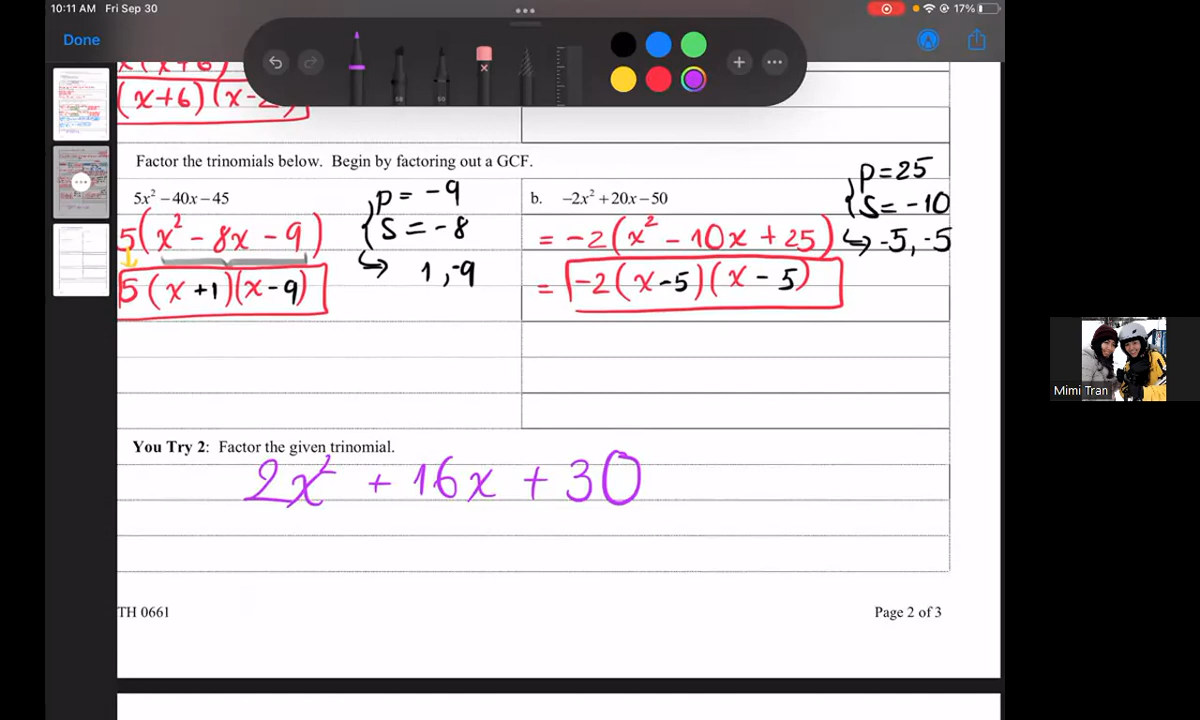 10:11 AM Fri Sep 30
17%
Done
(x+6)(x-2)
Factor the trinomials below. Begin by factoring out a GCF.
5x² – 40x – 45
5(x² - 8x - 9)
5(x+1)(x-9)
p = -9
S = -8
↪ 1, -9
b. –2x² + 20x – 50
= -2(x² - 10x + 25)
= -2(x-5)(x-5)
p = 25
S = -10
↪ -5, -5
You Try 2: Factor the given trinomial.
2x² + 16x + 30
TH 0661
Page 2 of 3
Mimi Tran